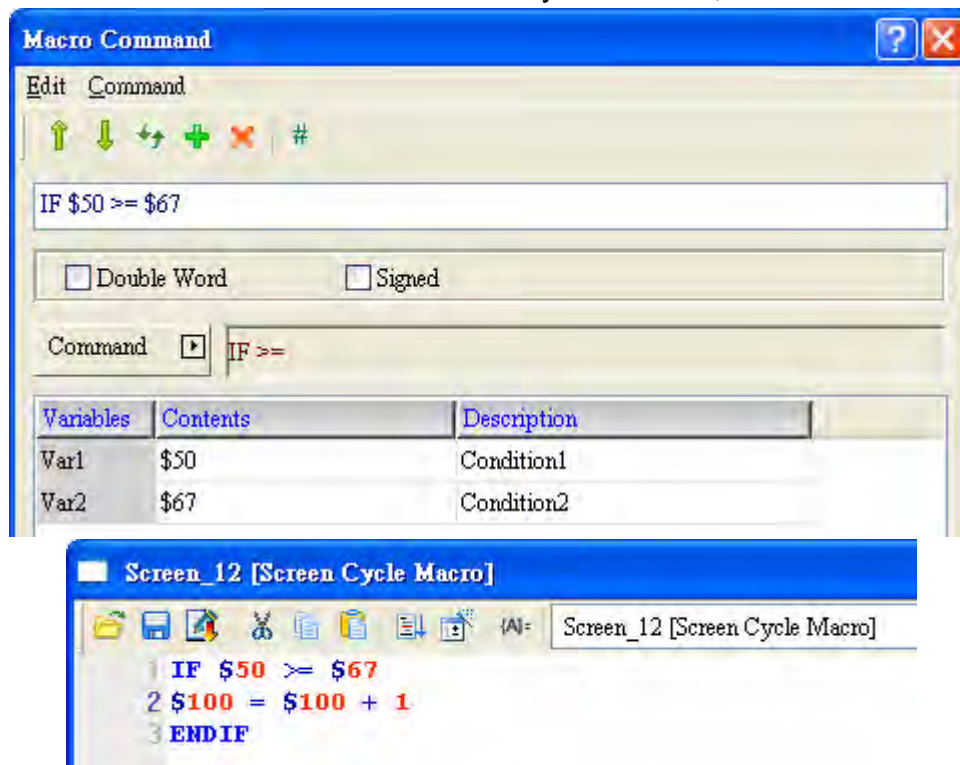 Macro Command
Edit Command
#
IF $50 >= $67
Double Word Signed
Command IF >=
Variables Contents Description
Var1 $50 Condition1
Var2 $67 Condition2
Screen_12 [Screen Cycle Macro]
{A}= Screen_12 [Screen Cycle Macro]
1 IF $50 >= $67
2 $100 = $100 + 1
3 ENDIF